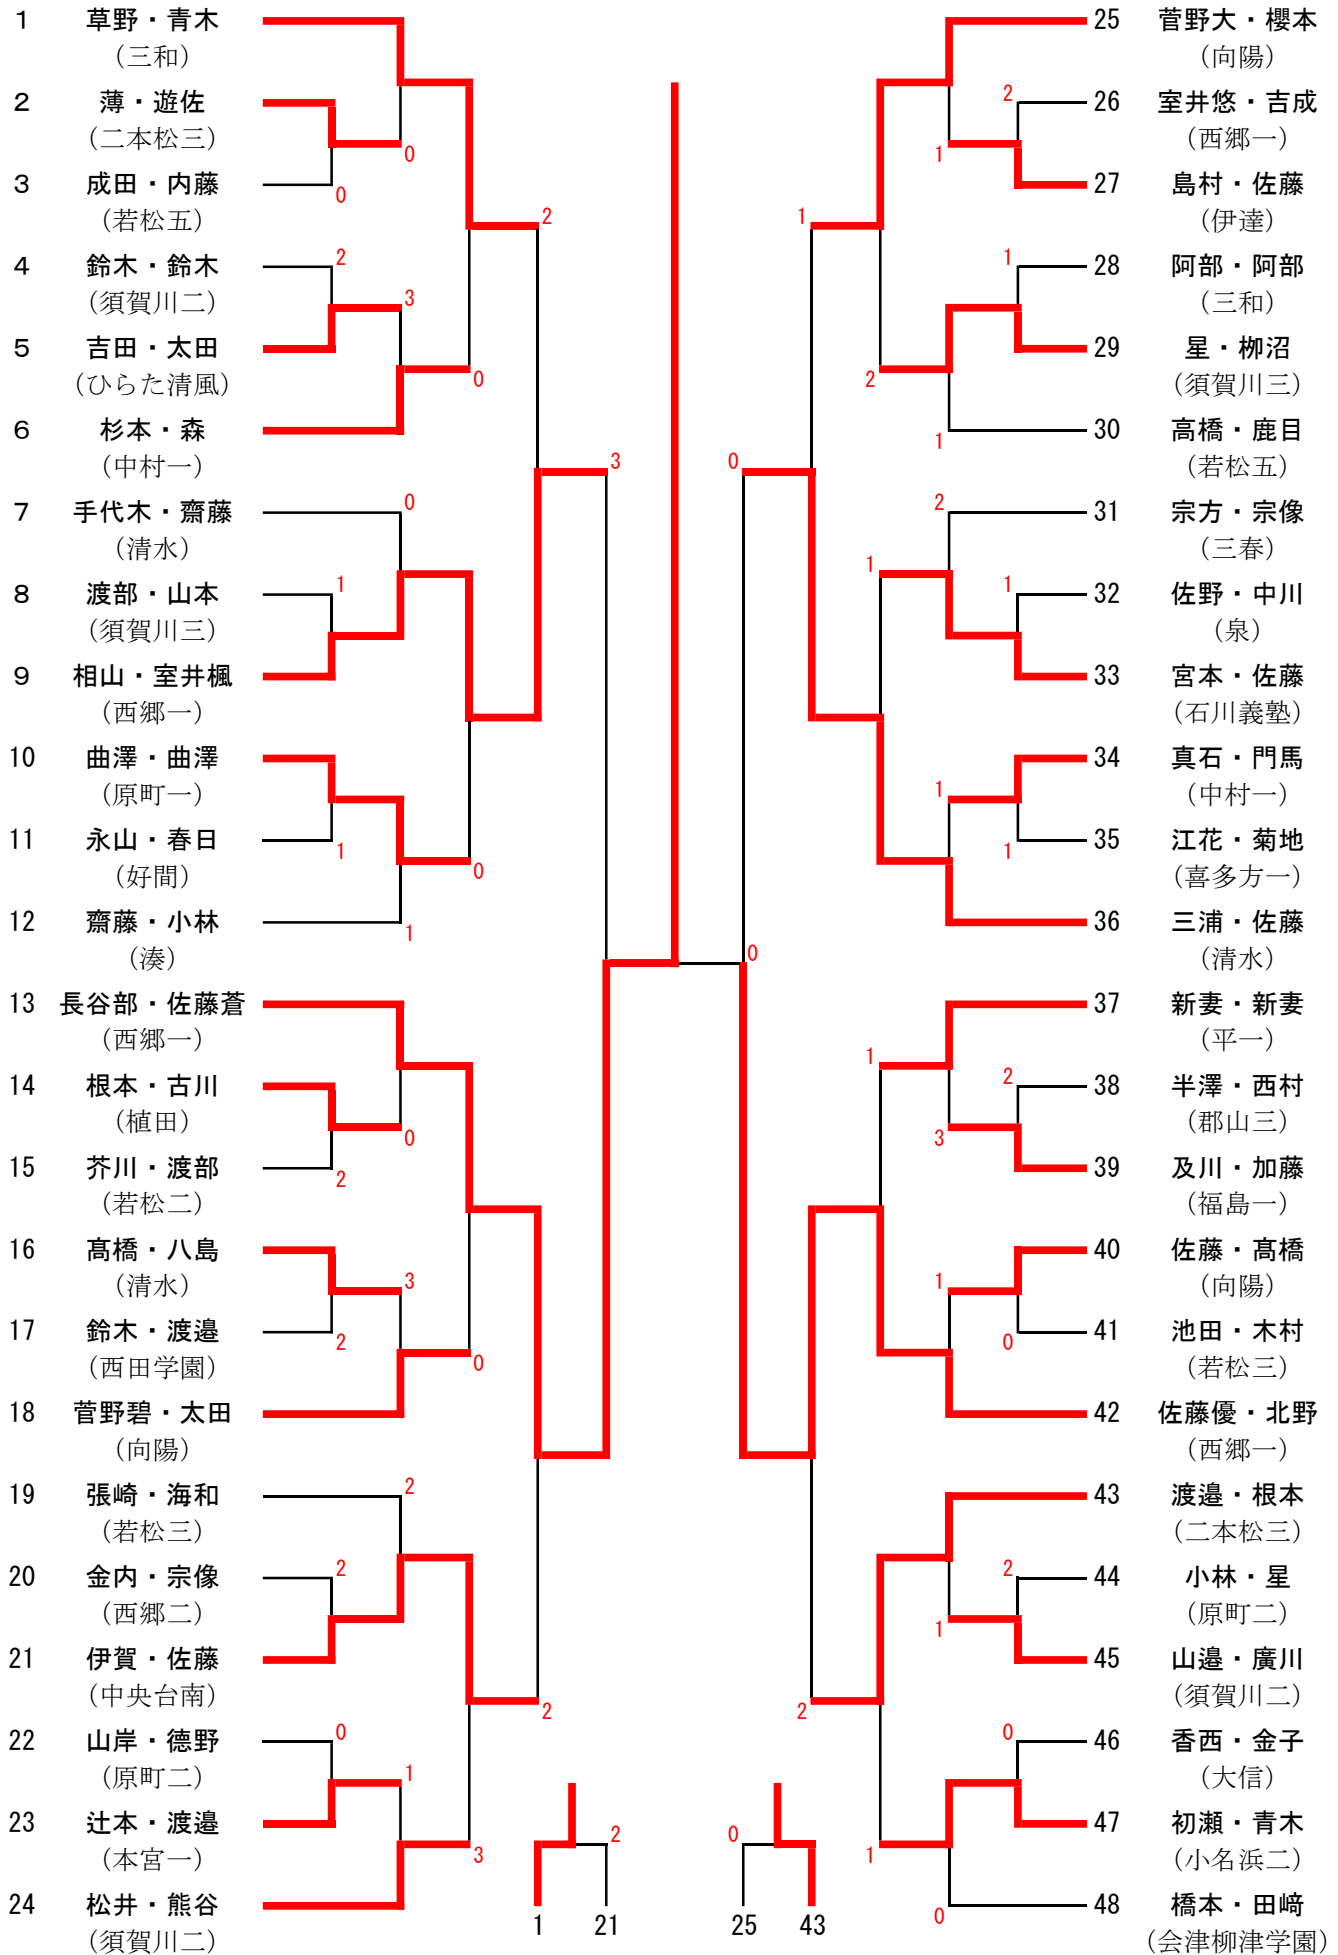 1 草野・青木
(三和)
2 薄・遊佐
(二本松三)
0
3 成田・内藤
0
(若松五)
2
4 鈴木・鈴木
2
(須賀川二)
3
5 吉田・太田
(ひらた清風)
0
6 杉本・森
(中村一)
3
7 手代木・齋藤
0
(清水)
8 渡部・山本
1
(須賀川三)
9 相山・室井楓
(西郷一)
10 曲澤・曲澤
(原町一)
11 永山・春日
1
(好間)
0
12 齋藤・小林
1
(湊)
13 長谷部・佐藤蒼
(西郷一)
14 根本・古川
(植田)
0
15 芥川・渡部
2
(若松二)
16 髙橋・八島
(清水)
3
17 鈴木・渡邉
2
(西田学園)
0
18 菅野碧・太田
(向陽)
19 張崎・海和
2
(若松三)
20 金内・宗像
2
(西郷二)
21 伊賀・佐藤
(中央台南)
2
22 山岸・德野
0
(原町二)
1
23 辻本・渡邉
(本宮一)
3
24 松井・熊谷
(須賀川二)
2
1 21
0
25 43
25 菅野大・櫻本
(向陽)
2
26 室井悠・吉成
(西郷一)
1
27 島村・佐藤
(伊達)
1
1
28 阿部・阿部
(三和)
29 星・栁沼
(須賀川三)
2
30 高橋・鹿目
1
(若松五)
0
31 宗方・宗像
2
(三春)
1
32 佐野・中川
1
(泉)
33 宮本・佐藤
(石川義塾)
34 真石・門馬
(中村一)
1
35 江花・菊地
1
(喜多方一)
36 三浦・佐藤
(清水)
0
37 新妻・新妻
(平一)
1
38 半澤・西村
2
(郡山三)
3
39 及川・加藤
(福島一)
40 佐藤・髙橋
(向陽)
1
41 池田・木村
0
(若松三)
42 佐藤優・北野
(西郷一)
43 渡邉・根本
(二本松三)
44 小林・星
2
(原町二)
1
45 山邉・廣川
(須賀川二)
2
46 香西・金子
0
(大信)
47 初瀬・青木
(小名浜二)
1
48 橋本・田﨑
0
(会津柳津学園)